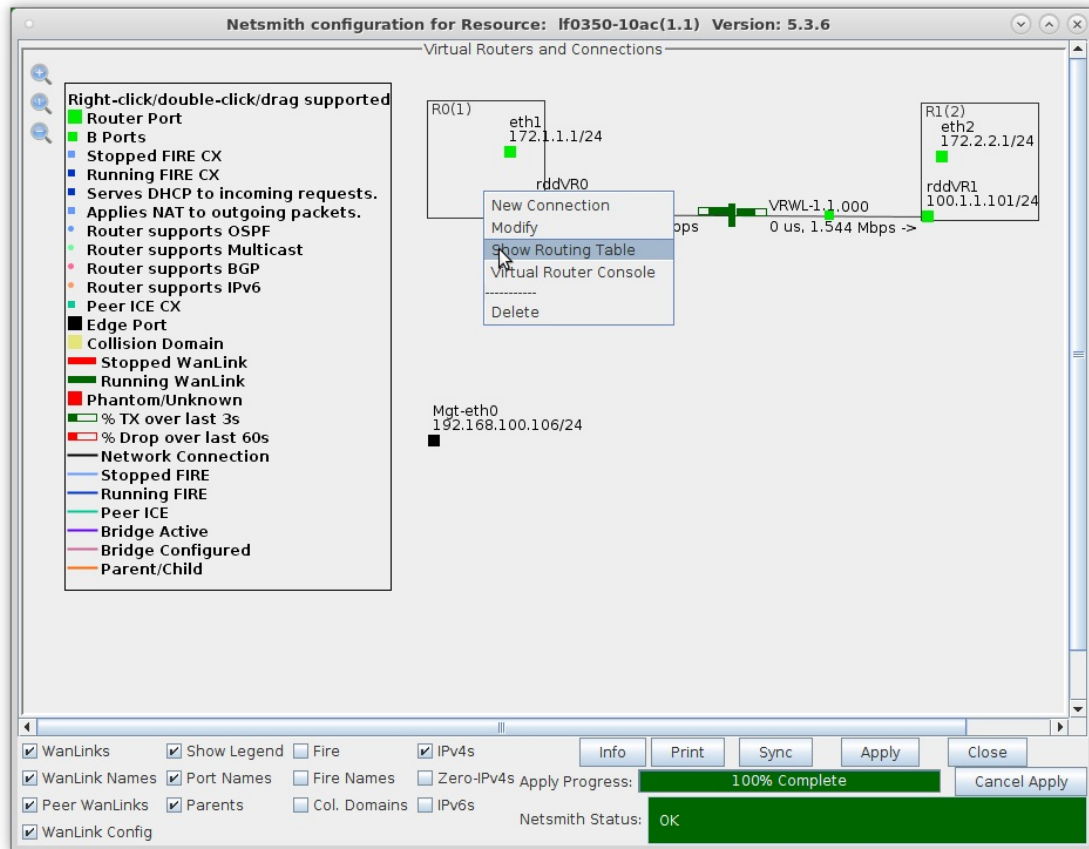 Netsmith configuration for Resource: lf0350-10ac(1.1) Version: 5.3.6
Virtual Routers and Connections
Right-click/double-click/drag supported
Router Port
B Ports
Stopped FIRE CX
Running FIRE CX
Serves DHCP to incoming requests.
Applies NAT to outgoing packets.
Router supports OSPF
Router supports Multicast
Router supports BGP
Router supports IPv6
Peer ICE CX
Edge Port
Collision Domain
Stopped WanLink
Running WanLink
Phantom/Unknown
% TX over last 3s
% Drop over last 60s
Network Connection
Stopped FIRE
Running FIRE
Peer ICE
Bridge Active
Bridge Configured
Parent/Child
R0(1)
eth1
172.1.1.1/24
rddVR0
New Connection
Modify
Show Routing Table
Virtual Router Console
-----------
Delete
pps
VRWL-1.1.000
0 us, 1.544 Mbps ->
R1(2)
eth2
172.2.2.1/24
rddVR1
100.1.1.101/24
Mgt-eth0
192.168.100.106/24
WanLinks Show Legend Fire IPv4s Info Print Sync Apply Close
WanLink Names Port Names Fire Names Zero-IPv4s Apply Progress: 100% Complete Cancel Apply
Peer WanLinks Parents Col. Domains IPv6s
Netsmith Status: OK
WanLink Config